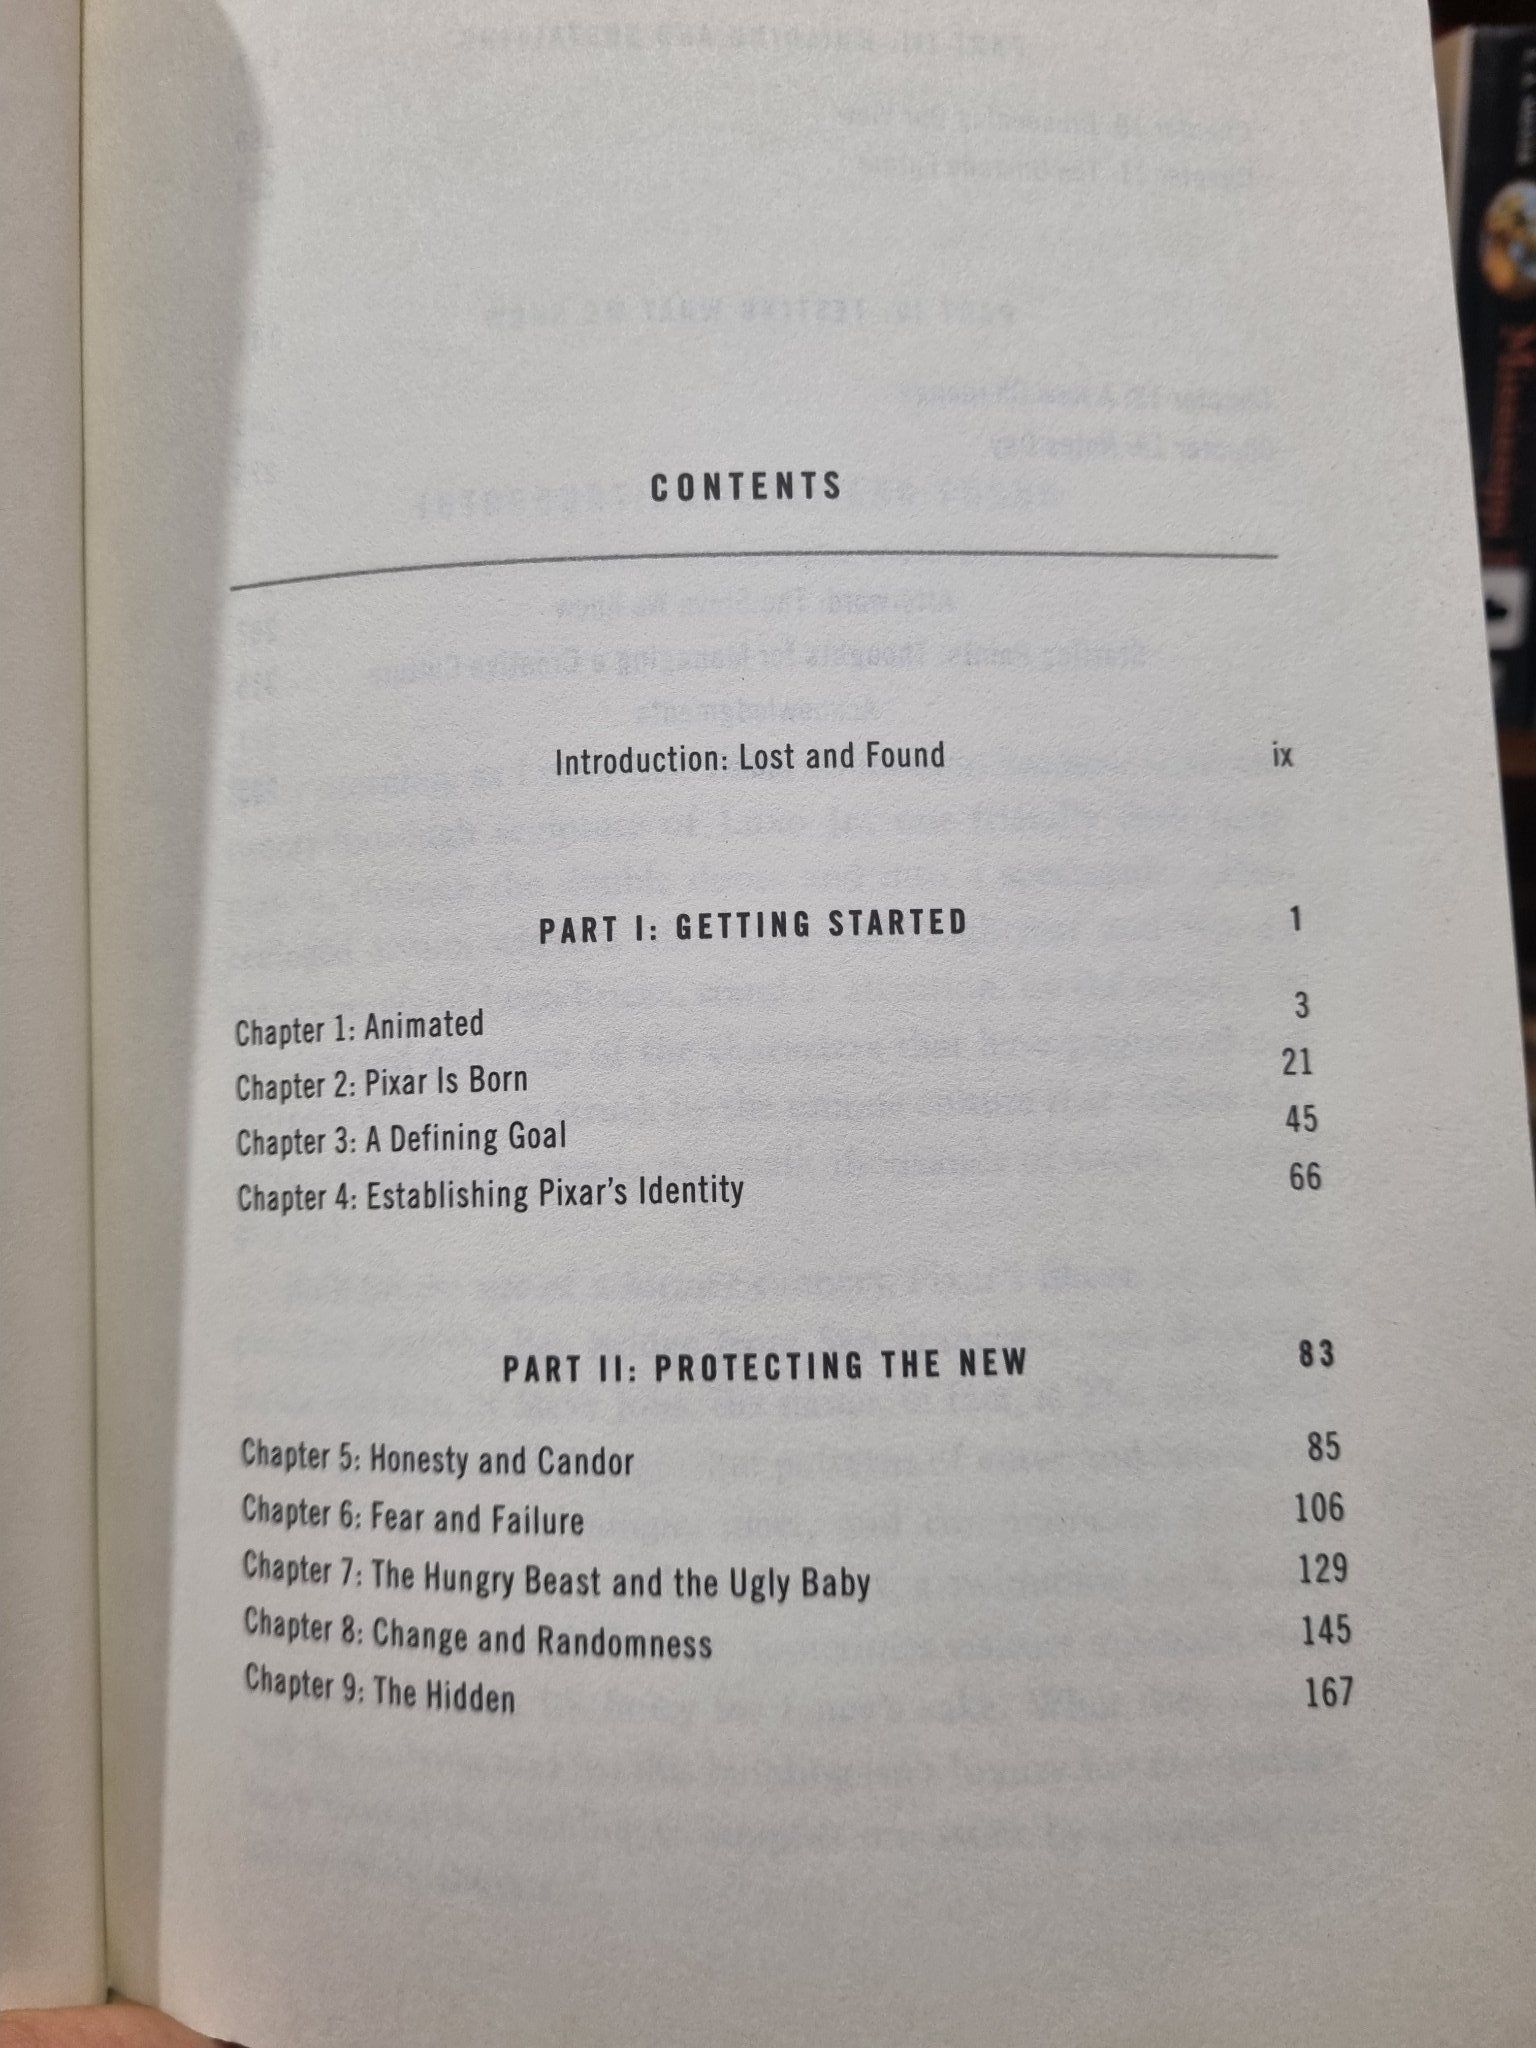 CONTENTS
Introduction: Lost and Found ix
PART I: GETTING STARTED 1
Chapter 1: Animated 3
Chapter 2: Pixar Is Born 21
Chapter 3: A Defining Goal 45
Chapter 4: Establishing Pixar's Identity 66
PART II: PROTECTING THE NEW 83
Chapter 5: Honesty and Candor 85
Chapter 6: Fear and Failure 106
Chapter 7: The Hungry Beast and the Ugly Baby 129
Chapter 8: Change and Randomness 145
Chapter 9: The Hidden 167